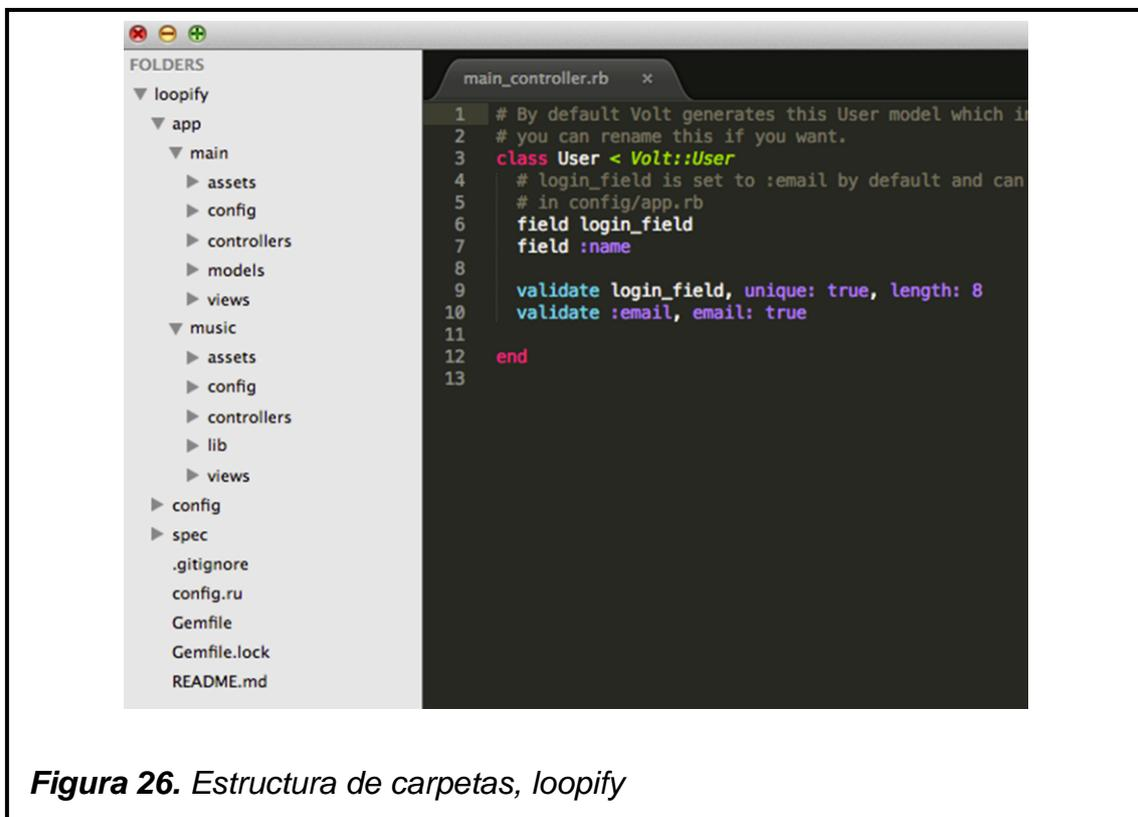 FOLDERS
loopify
app
main
assets
config
controllers
models
views
music
assets
config
controllers
lib
views
config
spec
.gitignore
config.ru
Gemfile
Gemfile.lock
README.md
main_controller.rb ×
1 # By default Volt generates this User model which
2 # you can rename this if you want.
3 class User < Volt::User
4 # login_field is set to :email by default and can
5 # in config/app.rb
6 field login_field
7 field :name
8
9 validate login_field, unique: true, length: 8
10 validate :email, email: true
11
12 end
13
Figura 26. Estructura de carpetas, loopify